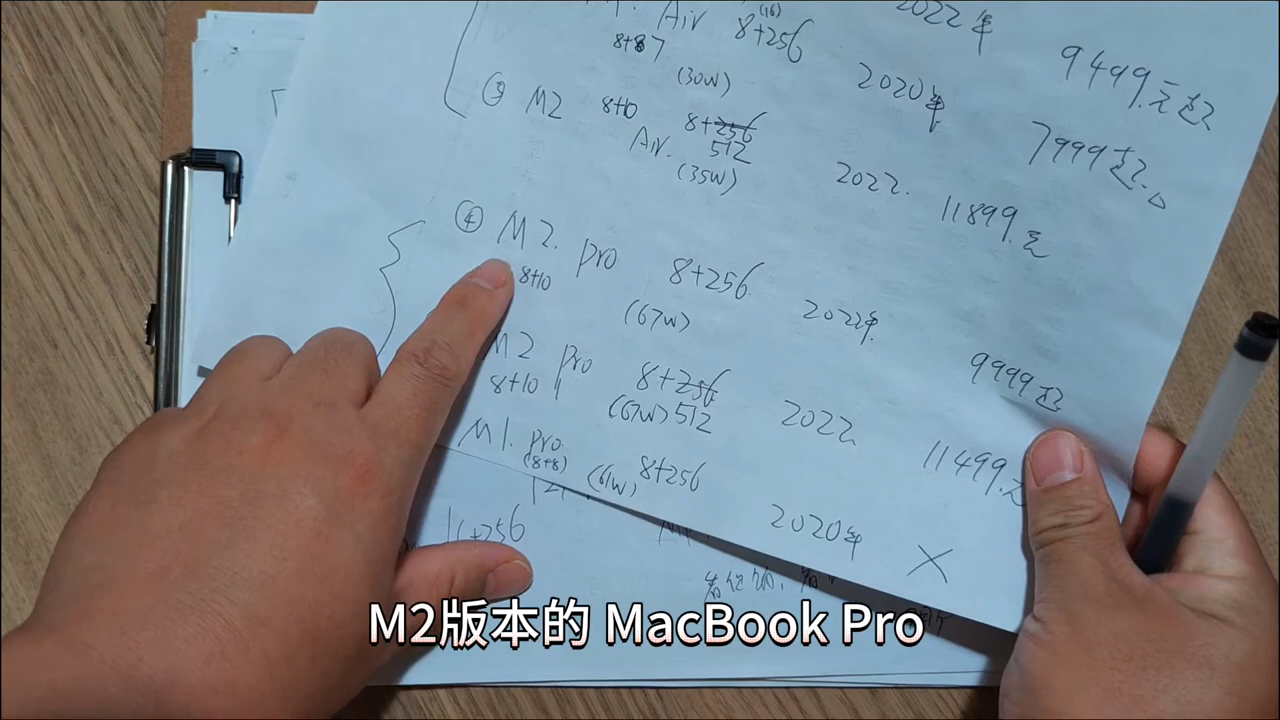 Air 8+256 2022年 9499元起
(16)
8+7 (30W) 2020年 7999起
③ M2 8+10 8+256 512
Air (35W) 2022. 11899元
④ M2. pro 8+256 2022年 9999起
8+10 (67W)
M2 pro 8+256 2022 11499元
8+10 (67W) 512
M1. pro 8+256 2020年 ×
(8+8) (61W)
16+256
M2版本的 MacBook Pro